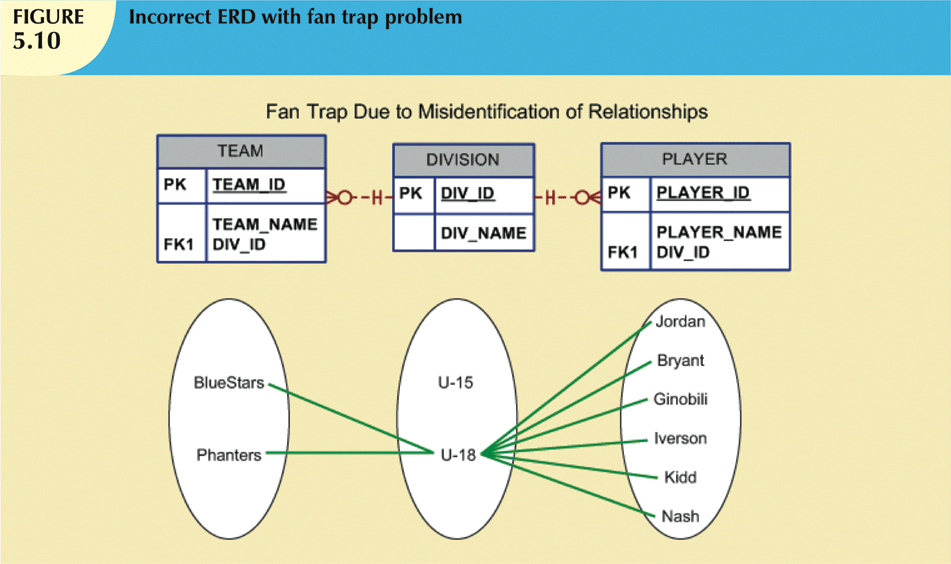 FIGURE
5.10
Incorrect ERD with fan trap problem
Fan Trap Due to Misidentification of Relationships
TEAM
PK TEAM_ID
TEAM_NAME
FK1 DIV_ID
DIVISION
PK DIV_ID
DIV_NAME
PLAYER
PK PLAYER_ID
PLAYER_NAME
FK1 DIV_ID
BlueStars
Phanters
U-15
U-18
Jordan
Bryant
Ginobili
Iverson
Kidd
Nash